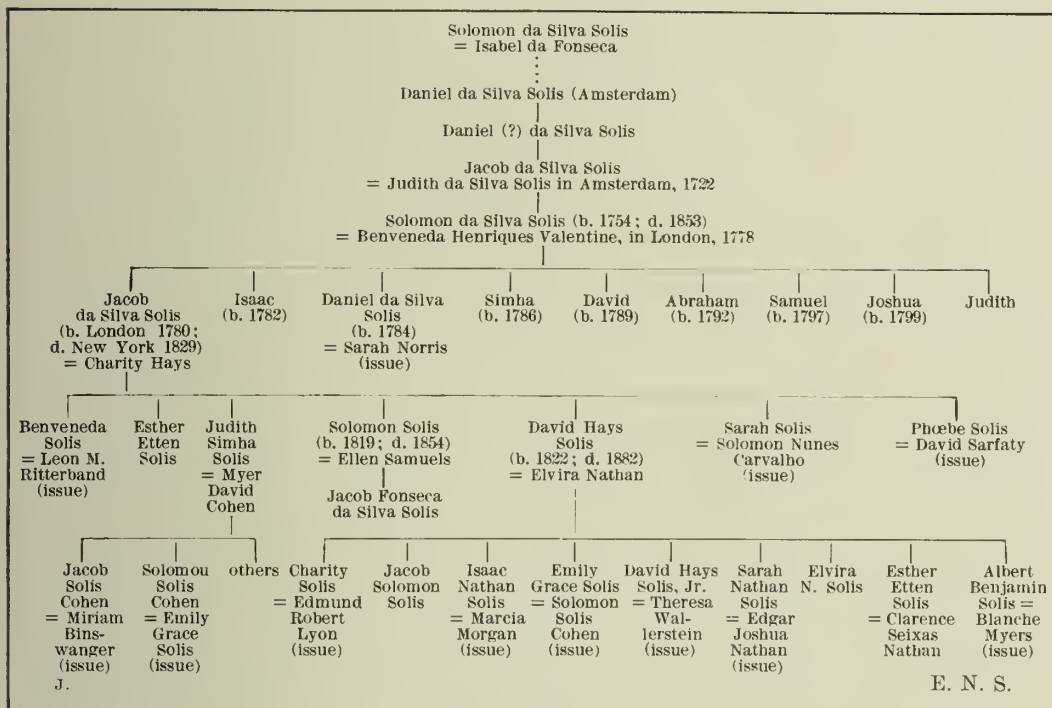 Solomon da Silva Solis
= Isabel da Fonseca
Daniel da Silva Solis (Amsterdam)
Daniel (?) da Silva Solis
Jacob da Silva Solis
= Judith da Silva Solis in Amsterdam, 1722
Solomon da Silva Solis (b. 1754; d. 1853)
= Benveneda Henriques Valentine, in London, 1778
Jacob
da Silva Solis
(b. London 1780;
d. New York 1829)
= Charity Hays
Isaac
(b. 1782)
Daniel da Silva
Solis
(b. 1784)
= Sarah Norris
(issue)
Simha
(b. 1786)
David
(b. 1789)
Abraham
(b. 1792)
Samuel
(b. 1797)
Joshua
(b. 1799)
Judith
Benveneda
Solis
= Leon M.
Ritterband
(issue)
Esther
Etten
Solis
Judith
Simha
Solis
= Myer
David
Cohen
Solomon Solis
(b. 1819; d. 1854)
= Ellen Samuels
Jacob Fonseca
da Silva Solis
David Hays
Solis
(b. 1822; d. 1882)
= Elvira Nathan
Sarah Solis
= Solomon Nunes
Carvalho
(issue)
Phœbe Solis
= David Sarfaty
(issue)
Jacob
Solis
Cohen
= Miriam
Bins-
wanger
(issue)
Solomou
Solis
Cohen
= Emily
Grace
Solis
(issue)
others
Charity
Solis
= Edmund
Robert
Lyon
(issue)
Jacob
Solomon
Solis
Isaac
Nathan
Solis
= Marcia
Morgan
(issue)
Emily
Grace Solis
= Solomon
Solis
Cohen
(issue)
David Hays
Solis, Jr.
= Theresa
Wal-
lerstein
(issue)
Sarah
Nathan
Solis
= Edgar
Joshua
Nathan
(issue)
Elvira
N. Solis
Esther
Etten
Solis
= Clarence
Seixas
Nathan
Albert
Benjamin
Solis =
Blanche
Myers
(issue)
J.
E. N. S.